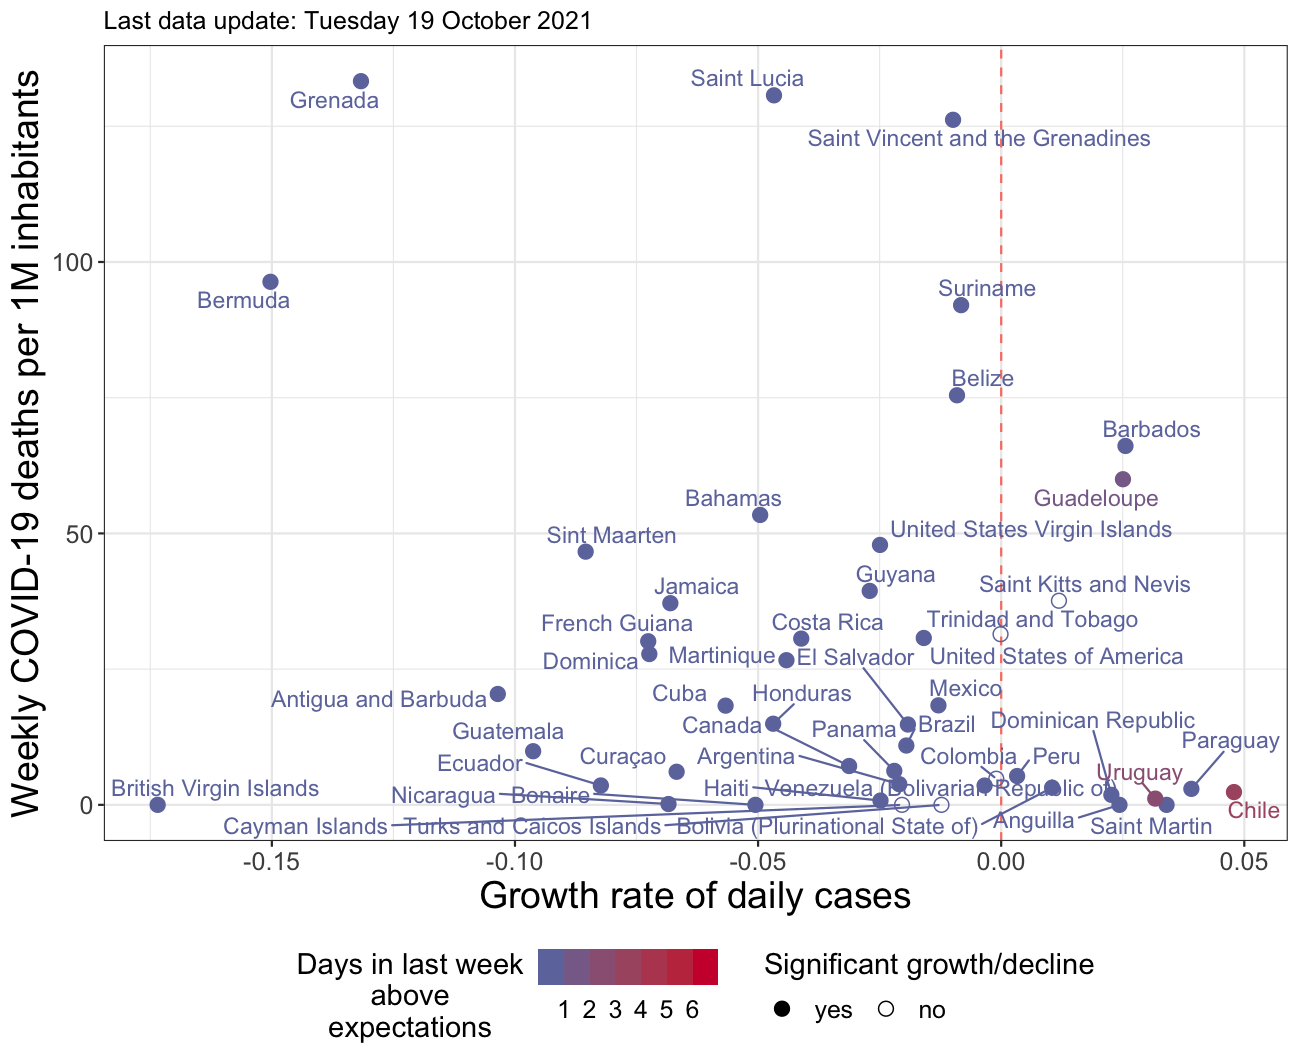 Last data update: Tuesday 19 October 2021
Weekly COVID-19 deaths per 1M inhabitants
100
50
0
Grenada
Saint Lucia
Saint Vincent and the Grenadines
Bermuda
Suriname
Belize
Barbados
Guadeloupe
Bahamas
United States Virgin Islands
Sint Maarten
Guyana
Jamaica
Saint Kitts and Nevis
French Guiana
Costa Rica
Trinidad and Tobago
Dominica
Martinique
El Salvador
United States of America
Antigua and Barbuda
Cuba
Honduras
Mexico
Canada
Panama
Brazil
Dominican Republic
Guatemala
Paraguay
Ecuador
Curaçao
Argentina
Colombia
Peru
Uruguay
British Virgin Islands
Nicaragua
Bonaire
Haiti
Venezuela (Bolivarian Republic of)
Chile
Cayman Islands
Turks and Caicos Islands
Bolivia (Plurinational State of)
Anguilla
Saint Martin
-0.15
-0.10
-0.05
0.00
0.05
Growth rate of daily cases
Days in last week
above
expectations
1 2 3 4 5 6
Significant growth/decline
yes
no